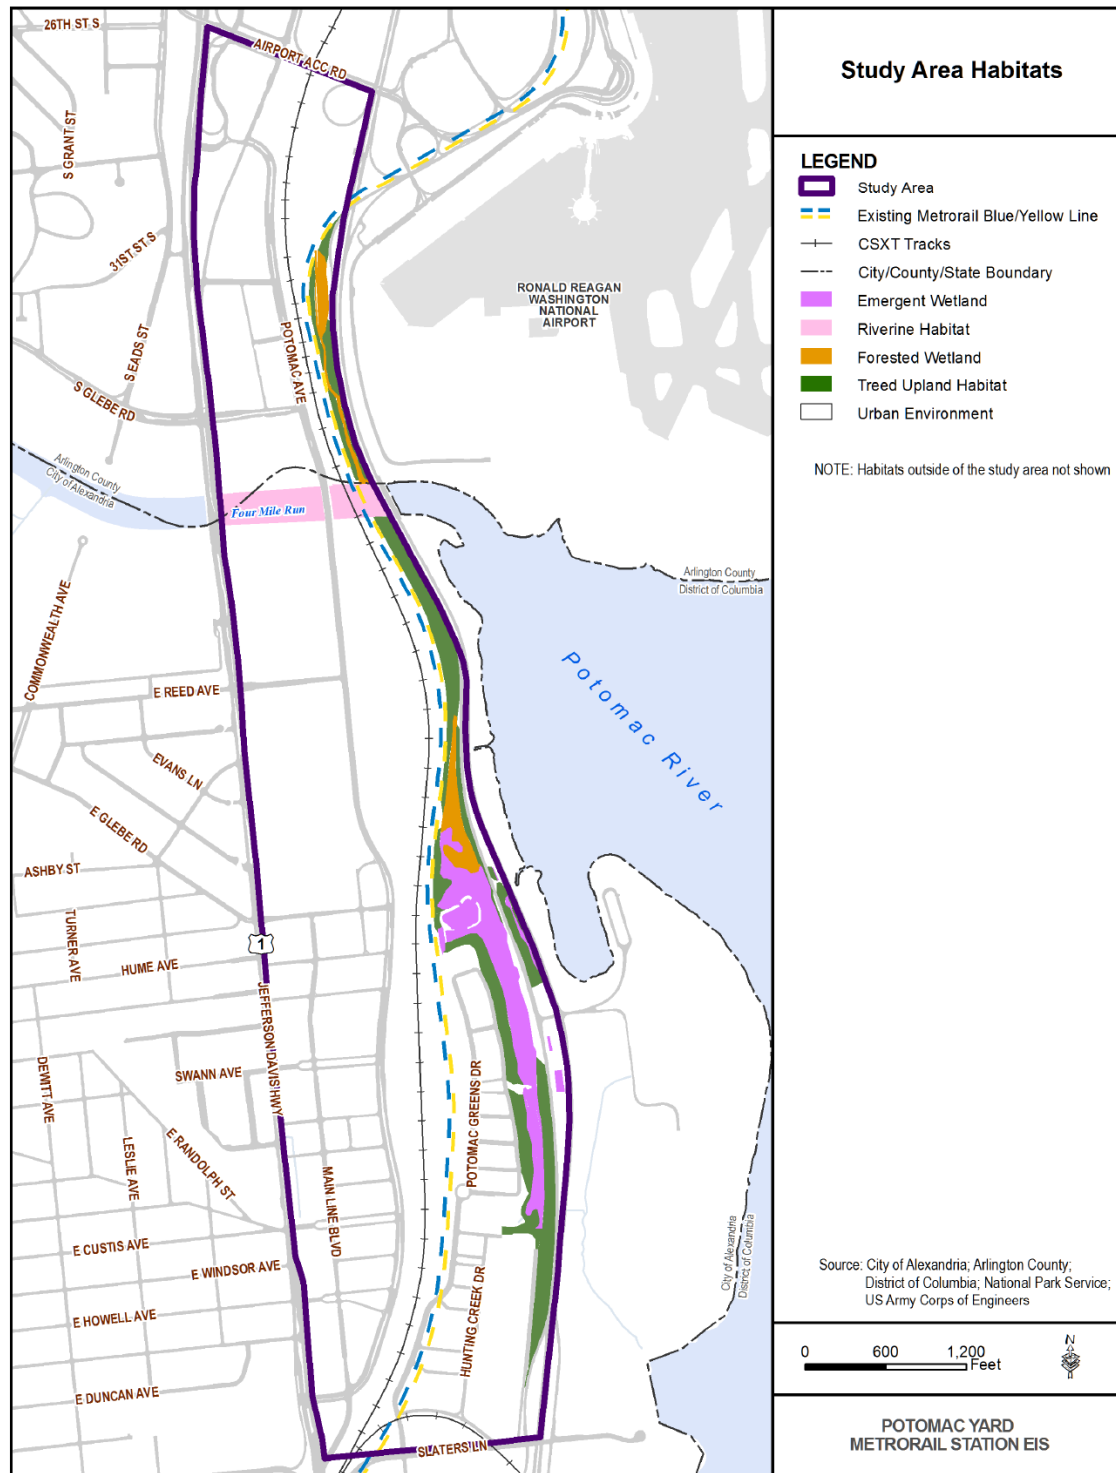 Study Area Habitats
LEGEND
Study Area
Existing Metrorail Blue/Yellow Line
CSXT Tracks
City/County/State Boundary
Emergent Wetland
Riverine Habitat
Forested Wetland
Treed Upland Habitat
Urban Environment
NOTE: Habitats outside of the study area not shown
26TH ST S
AIRPORT ACC RD
S GRANT ST
31ST ST S
S EADS ST
POTOMAC AVE
S GLEBE RD
RONALD REAGAN
WASHINGTON
NATIONAL
AIRPORT
Arlington County
City of Alexandria
Four Mile Run
Arlington County
District of Columbia
COMMONWEALTH AVE
Potomac River
E REED AVE
EVANS LN
E GLEBE RD
ASHBY ST
TURNER AVE
1
HUME AVE
JEFFERSON DAVIS HWY
SWANN AVE
DEWITT AVE
LESLIE AVE
E RANDOLPH ST
MAIN LINE BLVD
POTOMAC GREENS DR
E CUSTIS AVE
E WINDSOR AVE
E HOWELL AVE
HUNTING CREEK DR
E DUNCAN AVE
SLATERS LN
City of Alexandria
District of Columbia
Source: City of Alexandria; Arlington County;
District of Columbia; National Park Service;
US Army Corps of Engineers
0 600 1,200
Feet
N
POTOMAC YARD
METRORAIL STATION EIS